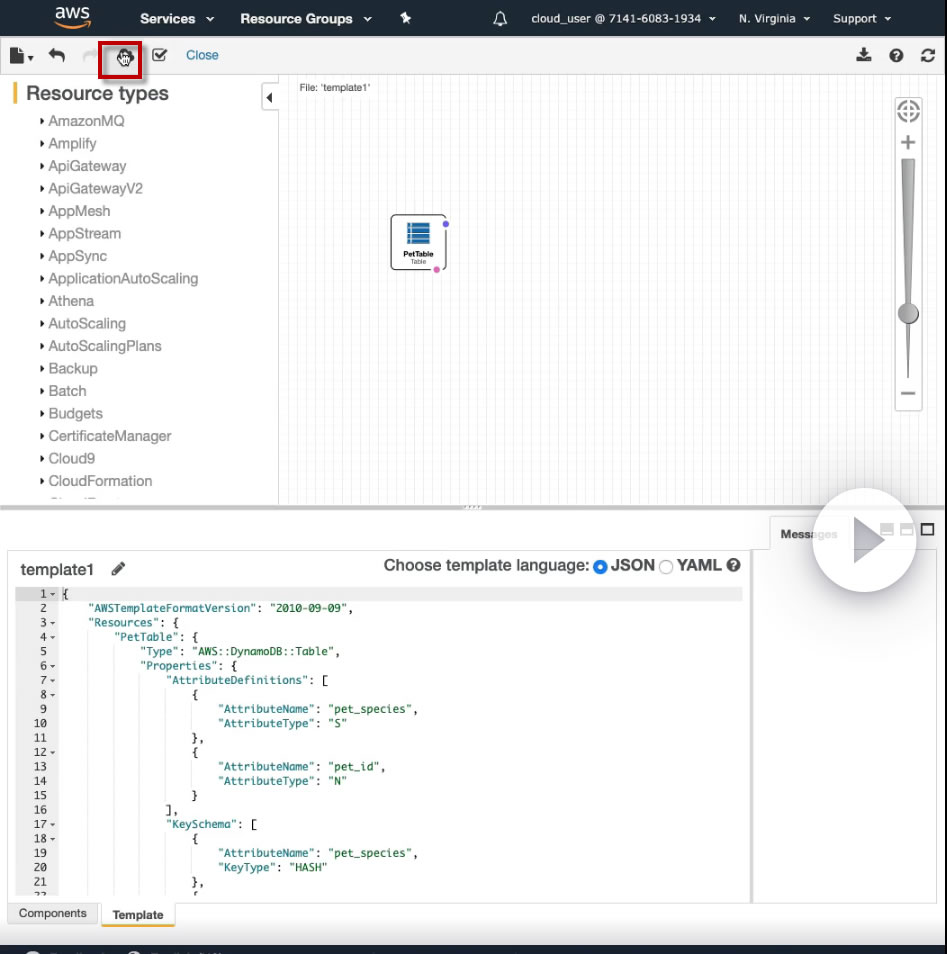 aws Services Resource Groups cloud_user @ 7141-6083-1934 N. Virginia Support
Close
Resource types
File: 'template1'
AmazonMQ
Amplify
ApiGateway
ApiGatewayV2
AppMesh
AppStream
AppSync
ApplicationAutoScaling
Athena
AutoScaling
AutoScalingPlans
Backup
Batch
Budgets
CertificateManager
Cloud9
CloudFormation
PetTable
Table
Messages
template1
Choose template language: JSON YAML
1 {
2 "AWSTemplateFormatVersion": "2010-09-09",
3 "Resources": {
4 "PetTable": {
5 "Type": "AWS::DynamoDB::Table",
6 "Properties": {
7 "AttributeDefinitions": [
8 {
9 "AttributeName": "pet_species",
10 "AttributeType": "S"
11 },
12 {
13 "AttributeName": "pet_id",
14 "AttributeType": "N"
15 }
16 ],
17 "KeySchema": [
18 {
19 "AttributeName": "pet_species",
20 "KeyType": "HASH"
21 },
22 {
Components Template